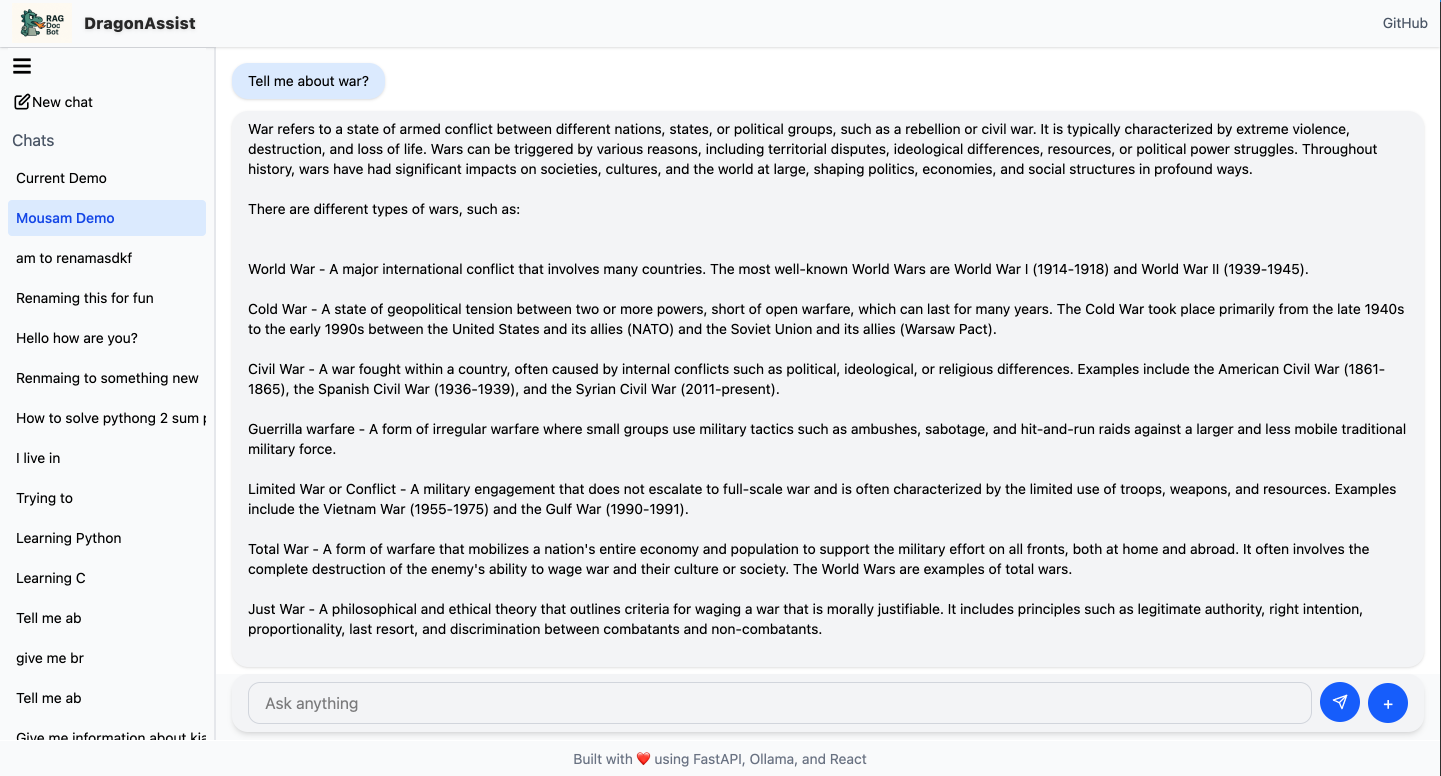 RAG
Doc
Bot
DragonAssist
GitHub
New chat
Chats
Current Demo
Mousam Demo
am to renamasdkf
Renaming this for fun
Hello how are you?
Renmaing to something new
How to solve pythong 2 sum p
I live in
Trying to
Learning Python
Learning C
Tell me ab
give me br
Tell me ab
Give me information about kia
Tell me about war?
War refers to a state of armed conflict between different nations, states, or political groups, such as a rebellion or civil war. It is typically characterized by extreme violence,
destruction, and loss of life. Wars can be triggered by various reasons, including territorial disputes, ideological differences, resources, or political power struggles. Throughout
history, wars have had significant impacts on societies, cultures, and the world at large, shaping politics, economies, and social structures in profound ways.
There are different types of wars, such as:
World War - A major international conflict that involves many countries. The most well-known World Wars are World War I (1914-1918) and World War II (1939-1945).
Cold War - A state of geopolitical tension between two or more powers, short of open warfare, which can last for many years. The Cold War took place primarily from the late 1940s
to the early 1990s between the United States and its allies (NATO) and the Soviet Union and its allies (Warsaw Pact).
Civil War - A war fought within a country, often caused by internal conflicts such as political, ideological, or religious differences. Examples include the American Civil War (1861-
1865), the Spanish Civil War (1936-1939), and the Syrian Civil War (2011-present).
Guerrilla warfare - A form of irregular warfare where small groups use military tactics such as ambushes, sabotage, and hit-and-run raids against a larger and less mobile traditional
military force.
Limited War or Conflict - A military engagement that does not escalate to full-scale war and is often characterized by the limited use of troops, weapons, and resources. Examples
include the Vietnam War (1955-1975) and the Gulf War (1990-1991).
Total War - A form of warfare that mobilizes a nation's entire economy and population to support the military effort on all fronts, both at home and abroad. It often involves the
complete destruction of the enemy's ability to wage war and their culture or society. The World Wars are examples of total wars.
Just War - A philosophical and ethical theory that outlines criteria for waging a war that is morally justifiable. It includes principles such as legitimate authority, right intention,
proportionality, last resort, and discrimination between combatants and non-combatants.
Ask anything
+
Built with ❤️ using FastAPI, Ollama, and React